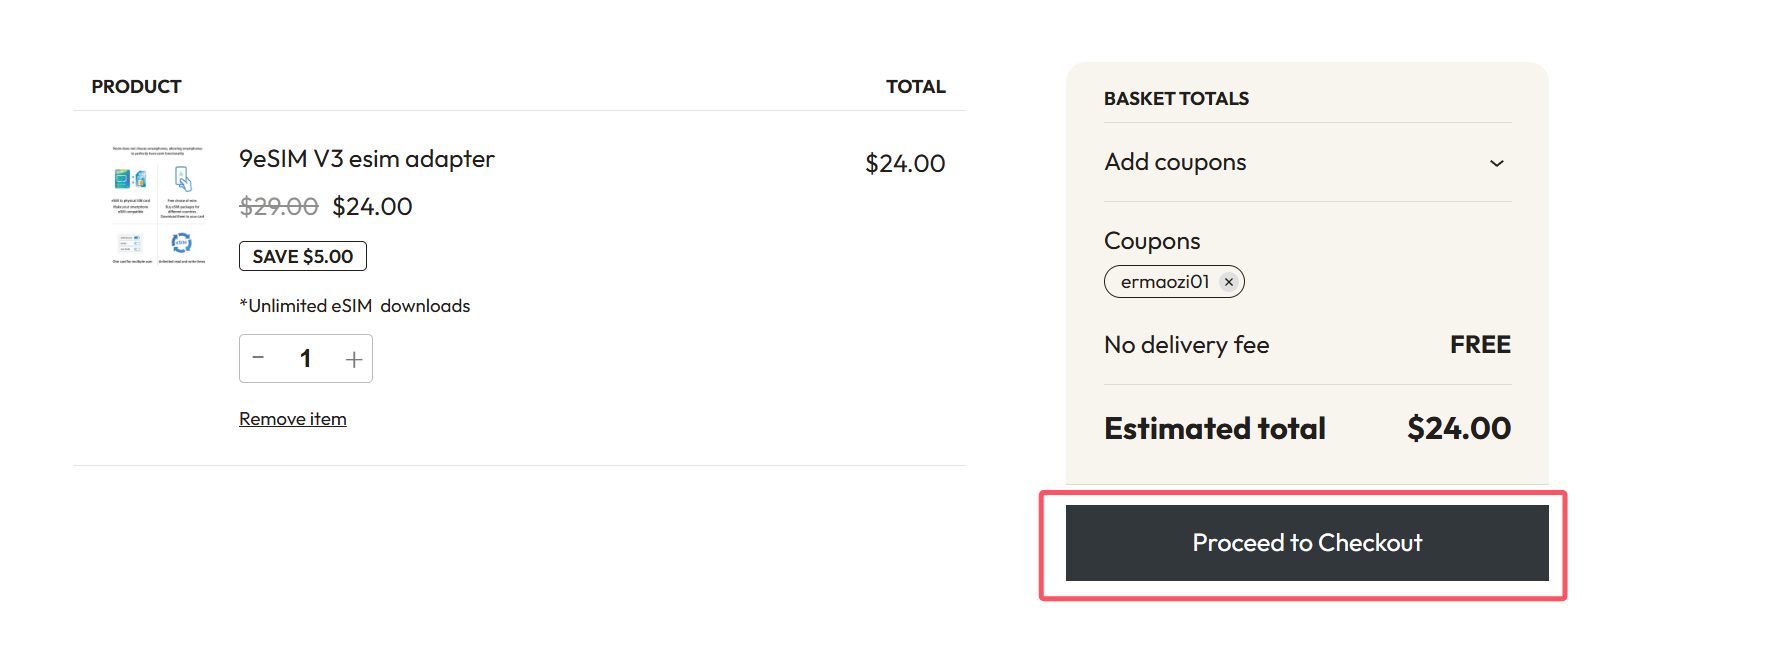 PRODUCT
TOTAL
9eSIM V3 esim adapter
$24.00
$29.00 $24.00
SAVE $5.00
*Unlimited eSIM downloads
- 1 +
Remove item
BASKET TOTALS
Add coupons
Coupons
ermaozi01 ×
No delivery fee
FREE
Estimated total
$24.00
Proceed to Checkout